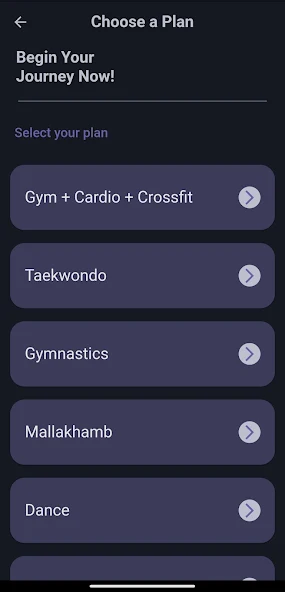 Choose a Plan
Begin Your
Journey Now!
Select your plan
Gym + Cardio + Crossfit
Taekwondo
Gymnastics
Mallakhamb
Dance